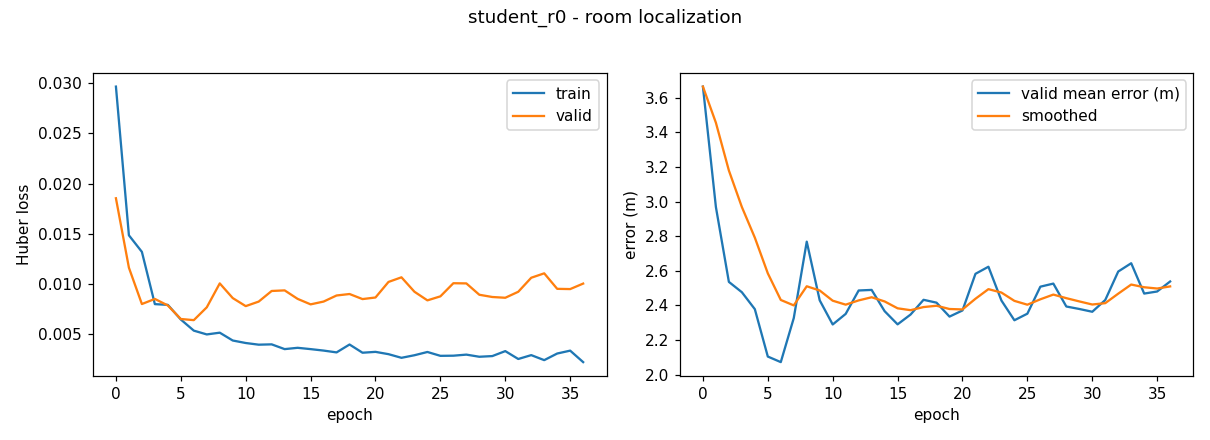 student_r0 - room localization
Huber loss
0.030
0.025
0.020
0.015
0.010
0.005
train
valid
0 5 10 15 20 25 30 35
epoch
error (m)
3.6
3.4
3.2
3.0
2.8
2.6
2.4
2.2
2.0
valid mean error (m)
smoothed
0 5 10 15 20 25 30 35
epoch